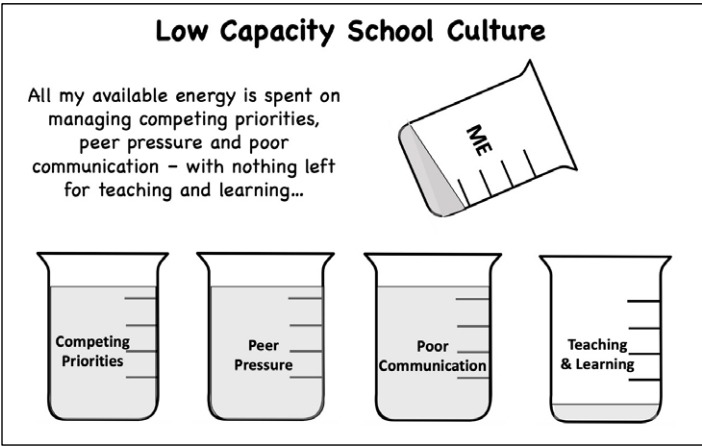 Low Capacity School Culture
All my available energy is spent on
managing competing priorities,
peer pressure and poor
communication – with nothing left
for teaching and learning...
ME
Competing
Priorities
Peer
Pressure
Poor
Communication
Teaching
& Learning